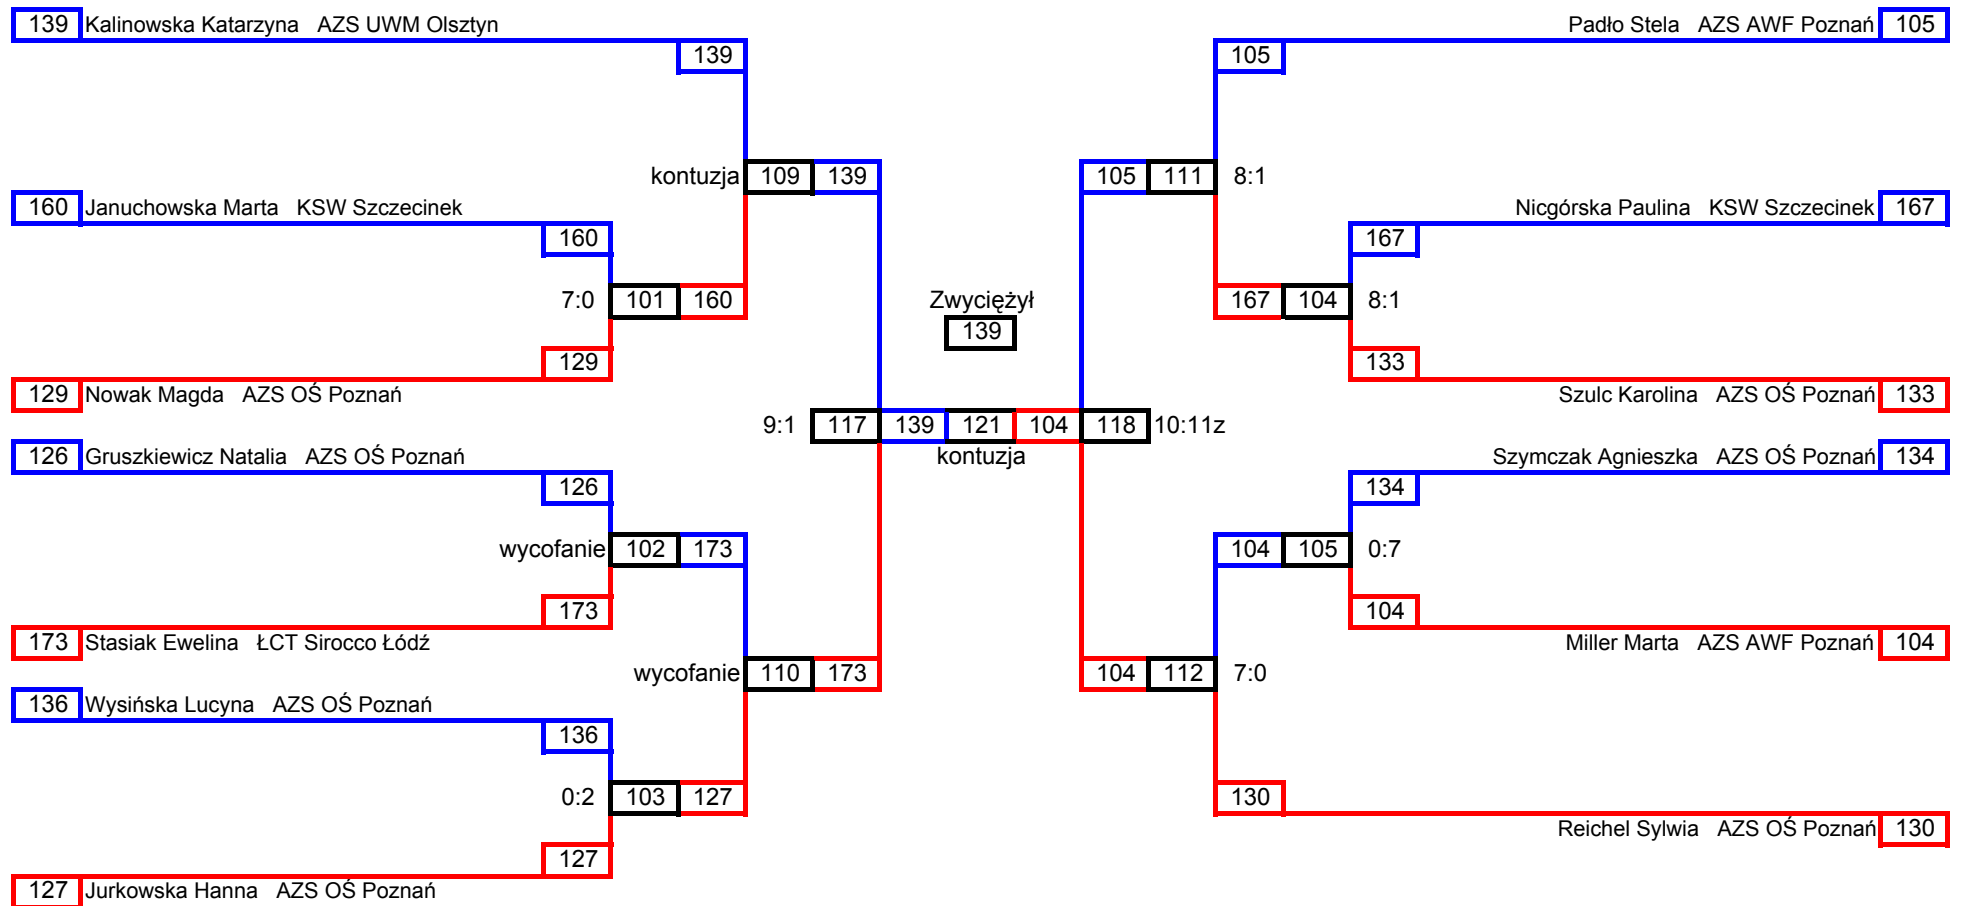 139 Kalinowska Katarzyna AZS UWM Olsztyn
Padło Stela AZS AWF Poznań 105
139
105
kontuzja 109 139
105 111 8:1
160 Januchowska Marta KSW Szczecinek
Nicgórska Paulina KSW Szczecinek 167
160
167
7:0 101 160
Zwyciężył
167 104 8:1
139
129
133
129 Nowak Magda AZS OŚ Poznań
Szulc Karolina AZS OŚ Poznań 133
9:1 117 139 121 104 118 10:11z
kontuzja
126 Gruszkiewicz Natalia AZS OŚ Poznań
Szymczak Agnieszka AZS OŚ Poznań 134
126
134
wycofanie 102 173
104 105 0:7
173
104
173 Stasiak Ewelina ŁCT Sirocco Łódź
Miller Marta AZS AWF Poznań 104
wycofanie 110 173
104 112 7:0
136 Wysińska Lucyna AZS OŚ Poznań
136
0:2 103 127
130
Reichel Sylwia AZS OŚ Poznań 130
127
127 Jurkowska Hanna AZS OŚ Poznań